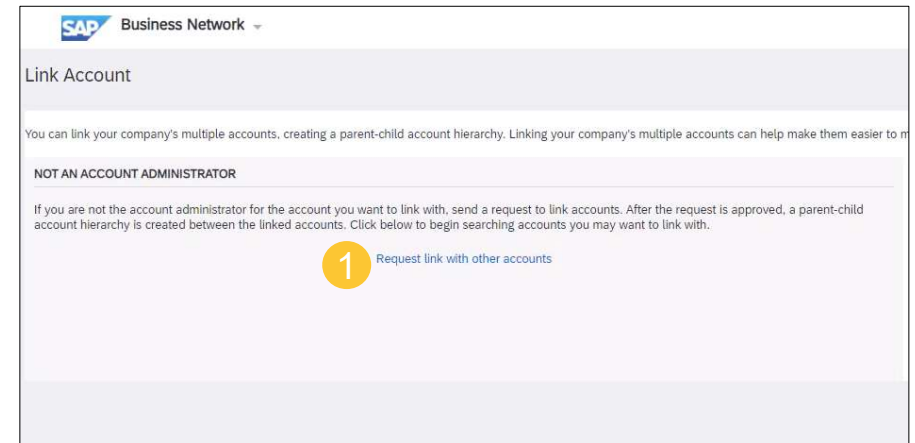 SAP Business Network
Link Account
You can link your company's multiple accounts, creating a parent-child account hierarchy. Linking your company's multiple accounts can help make them easier to m
NOT AN ACCOUNT ADMINISTRATOR
If you are not the account administrator for the account you want to link with, send a request to link accounts. After the request is approved, a parent-child
account hierarchy is created between the linked accounts. Click below to begin searching accounts you may want to link with.
1 Request link with other accounts